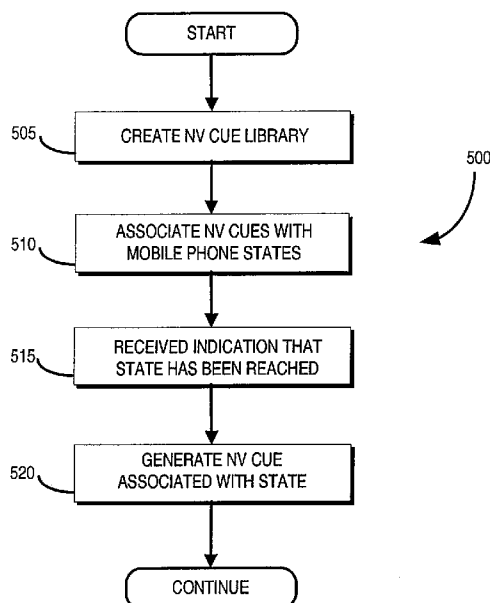 START
505
CREATE NV CUE LIBRARY
500
510
ASSOCIATE NV CUES WITH
MOBILE PHONE STATES
515
RECEIVED INDICATION THAT
STATE HAS BEEN REACHED
520
GENERATE NV CUE
ASSOCIATED WITH STATE
CONTINUE